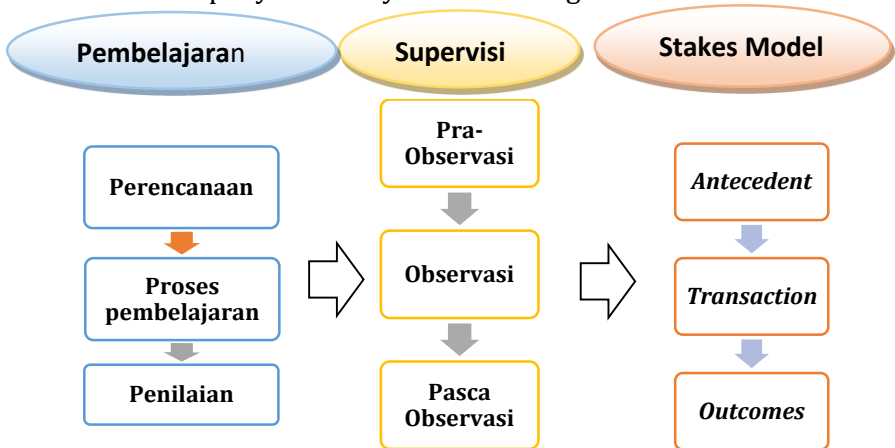 Pembelajaran
Supervisi
Stakes Model
Perencanaan
Proses
pembelajaran
Penilaian
Pra-
Observasi
Observasi
Pasca
Observasi
Antecedent
Transaction
Outcomes